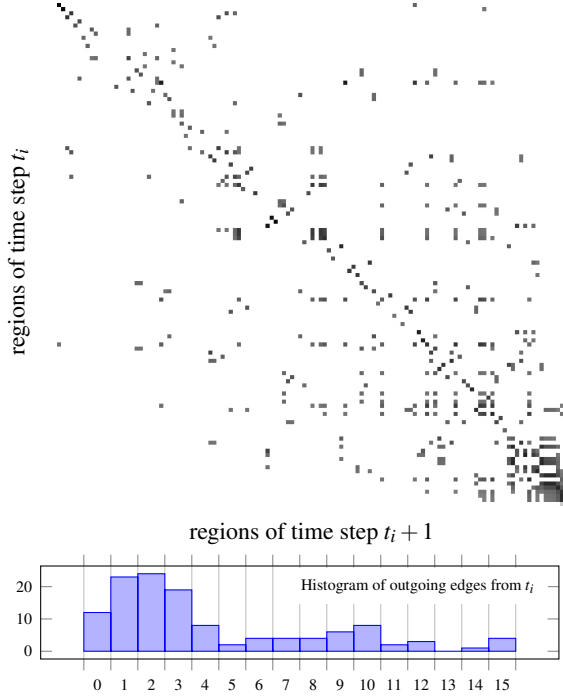 regions of time step t_i
regions of time step t_i + 1
Histogram of outgoing edges from t_i
20
0
0 1 2 3 4 5 6 7 8 9 10 11 12 13 14 15